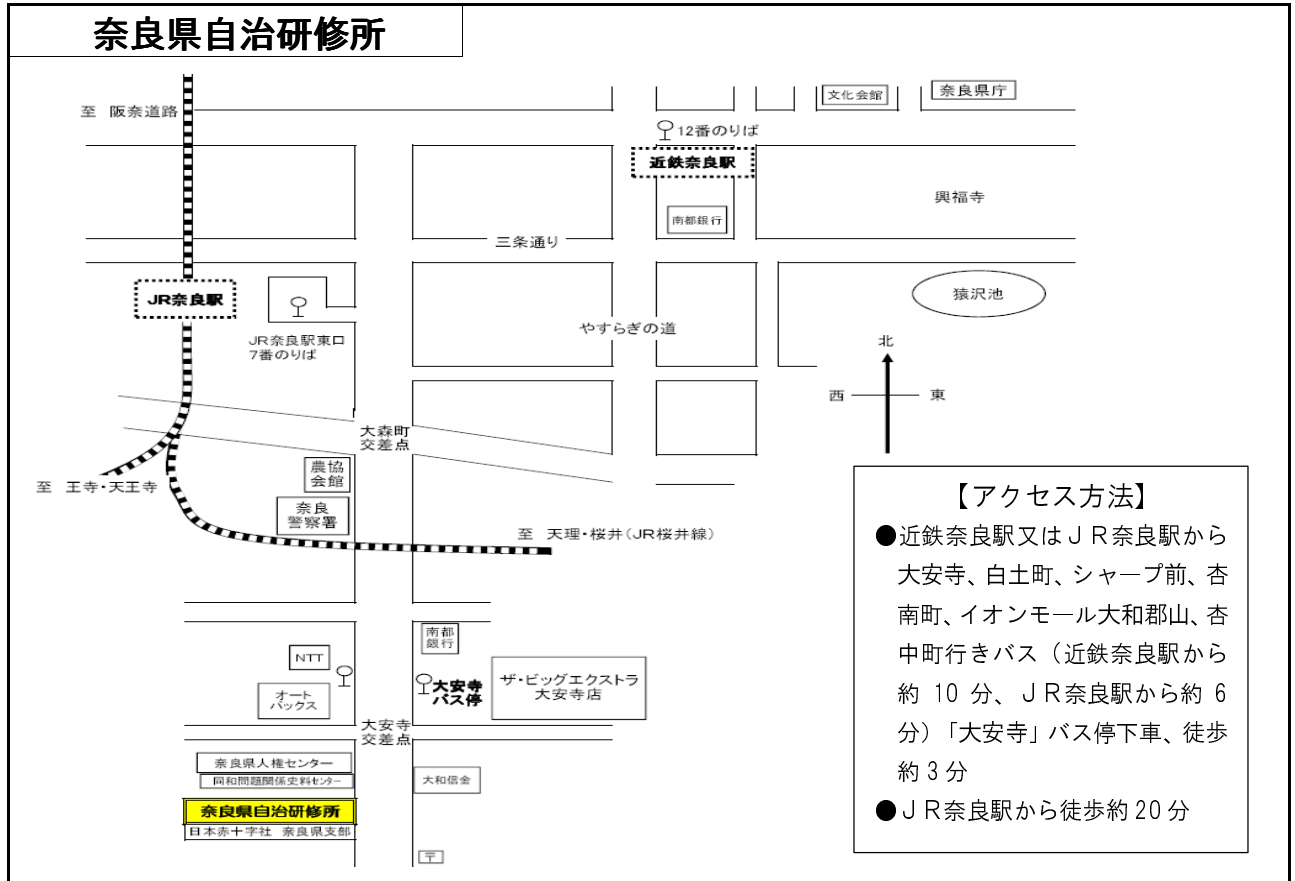 奈良県自治研修所
至 阪奈道路
文化会館
奈良県庁
12番のりば
近鉄奈良駅
興福寺
南都銀行
三条通り
JR奈良駅
猿沢池
JR奈良駅東口
7番のりば
やすらぎの道
北
西
東
大森町
交差点
農協
会館
至 王寺・天王寺
奈良
警察署
至 天理・桜井(JR桜井線)
【アクセス方法】
●近鉄奈良駅又はJR奈良駅から
大安寺、白土町、シャープ前、杏
南町、イオンモール大和郡山、杏
中町行きバス（近鉄奈良駅から
約 10 分、JR奈良駅から約 6
分）「大安寺」バス停下車、徒歩
約3分
●JR奈良駅から徒歩約20分
南都
銀行
NTT
オート
バックス
大安寺
バス停
ザ・ビッグエクストラ
大安寺店
大安寺
交差点
奈良県人権センター
同和問題関係史料センター
大和信金
奈良県自治研修所
日本赤十字社 奈良県支部
〒